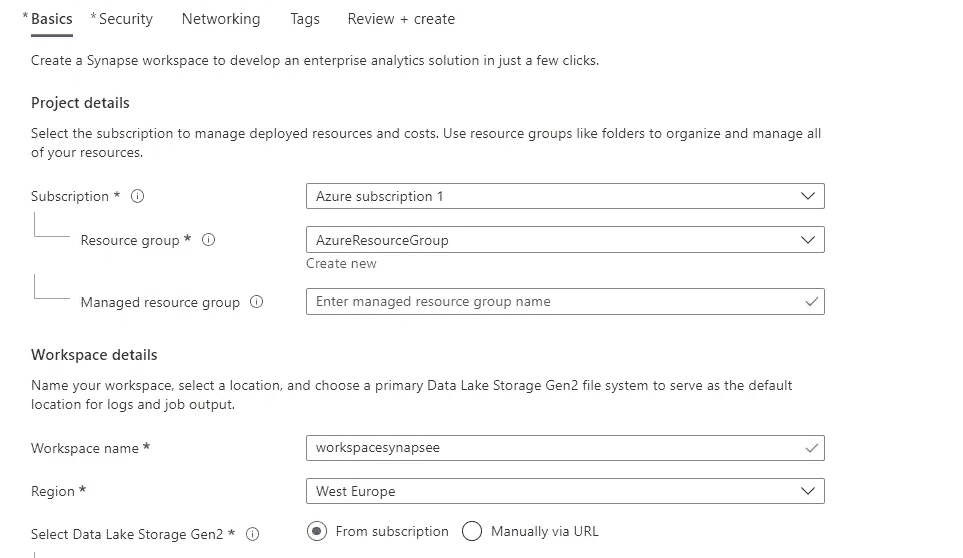 * Basics * Security Networking Tags Review + create
Create a Synapse workspace to develop an enterprise analytics solution in just a few clicks.
Project details
Select the subscription to manage deployed resources and costs. Use resource groups like folders to organize and manage all
of your resources.
Subscription * Azure subscription 1
Resource group * AzureResourceGroup
Create new
Managed resource group Enter managed resource group name
Workspace details
Name your workspace, select a location, and choose a primary Data Lake Storage Gen2 file system to serve as the default
location for logs and job output.
Workspace name * workspacesynapsee
Region * West Europe
Select Data Lake Storage Gen2 * From subscription Manually via URL